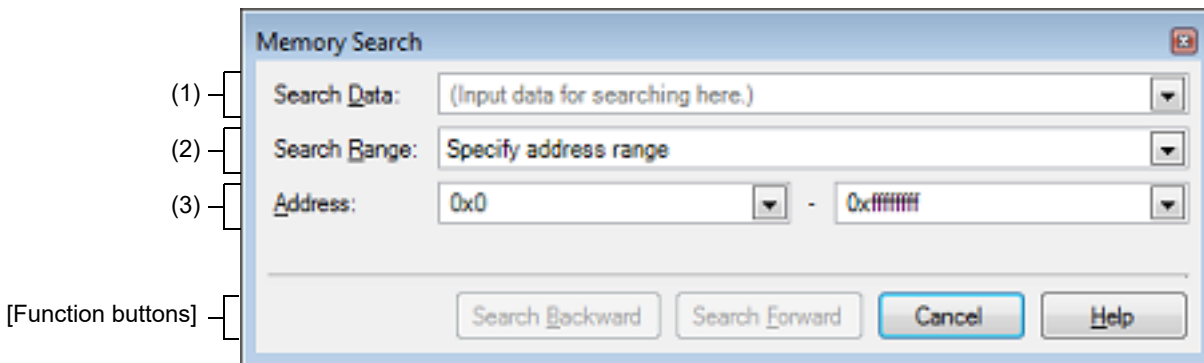 Memory Search
(1) Search Data: (Input data for searching here.)
(2) Search Range: Specify address range
(3) Address: 0x0 - 0xffffffff
[Function buttons] Search Backward Search Forward Cancel Help